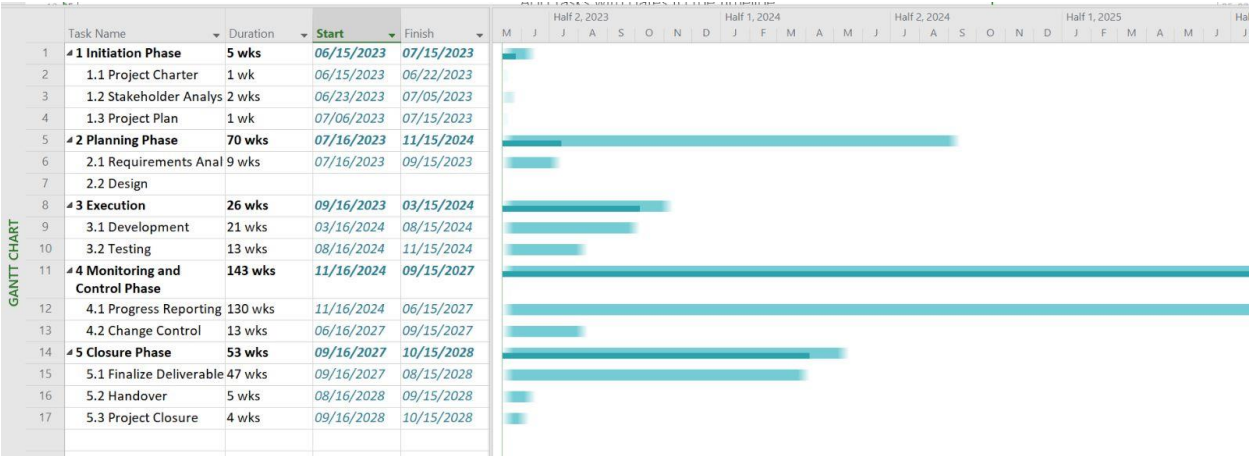 Add tasks with dates to the timeline
Half 2, 2023 Half 1, 2024 Half 2, 2024 Half 1, 2025 Ha
Task Name Duration Start Finish M J J A S O N D J F M A M J J A S O N D J F M A M J J
GANTT CHART
1 1 Initiation Phase 5 wks 06/15/2023 07/15/2023
2 1.1 Project Charter 1 wk 06/15/2023 06/22/2023
3 1.2 Stakeholder Analys 2 wks 06/23/2023 07/05/2023
4 1.3 Project Plan 1 wk 07/06/2023 07/15/2023
5 2 Planning Phase 70 wks 07/16/2023 11/15/2024
6 2.1 Requirements Anal 9 wks 07/16/2023 09/15/2023
7 2.2 Design
8 3 Execution 26 wks 09/16/2023 03/15/2024
9 3.1 Development 21 wks 03/16/2024 08/15/2024
10 3.2 Testing 13 wks 08/16/2024 11/15/2024
11 4 Monitoring and 143 wks 11/16/2024 09/15/2027
Control Phase
12 4.1 Progress Reporting 130 wks 11/16/2024 06/15/2027
13 4.2 Change Control 13 wks 06/16/2027 09/15/2027
14 5 Closure Phase 53 wks 09/16/2027 10/15/2028
15 5.1 Finalize Deliverable 47 wks 09/16/2027 08/15/2028
16 5.2 Handover 5 wks 08/16/2028 09/15/2028
17 5.3 Project Closure 4 wks 09/16/2028 10/15/2028